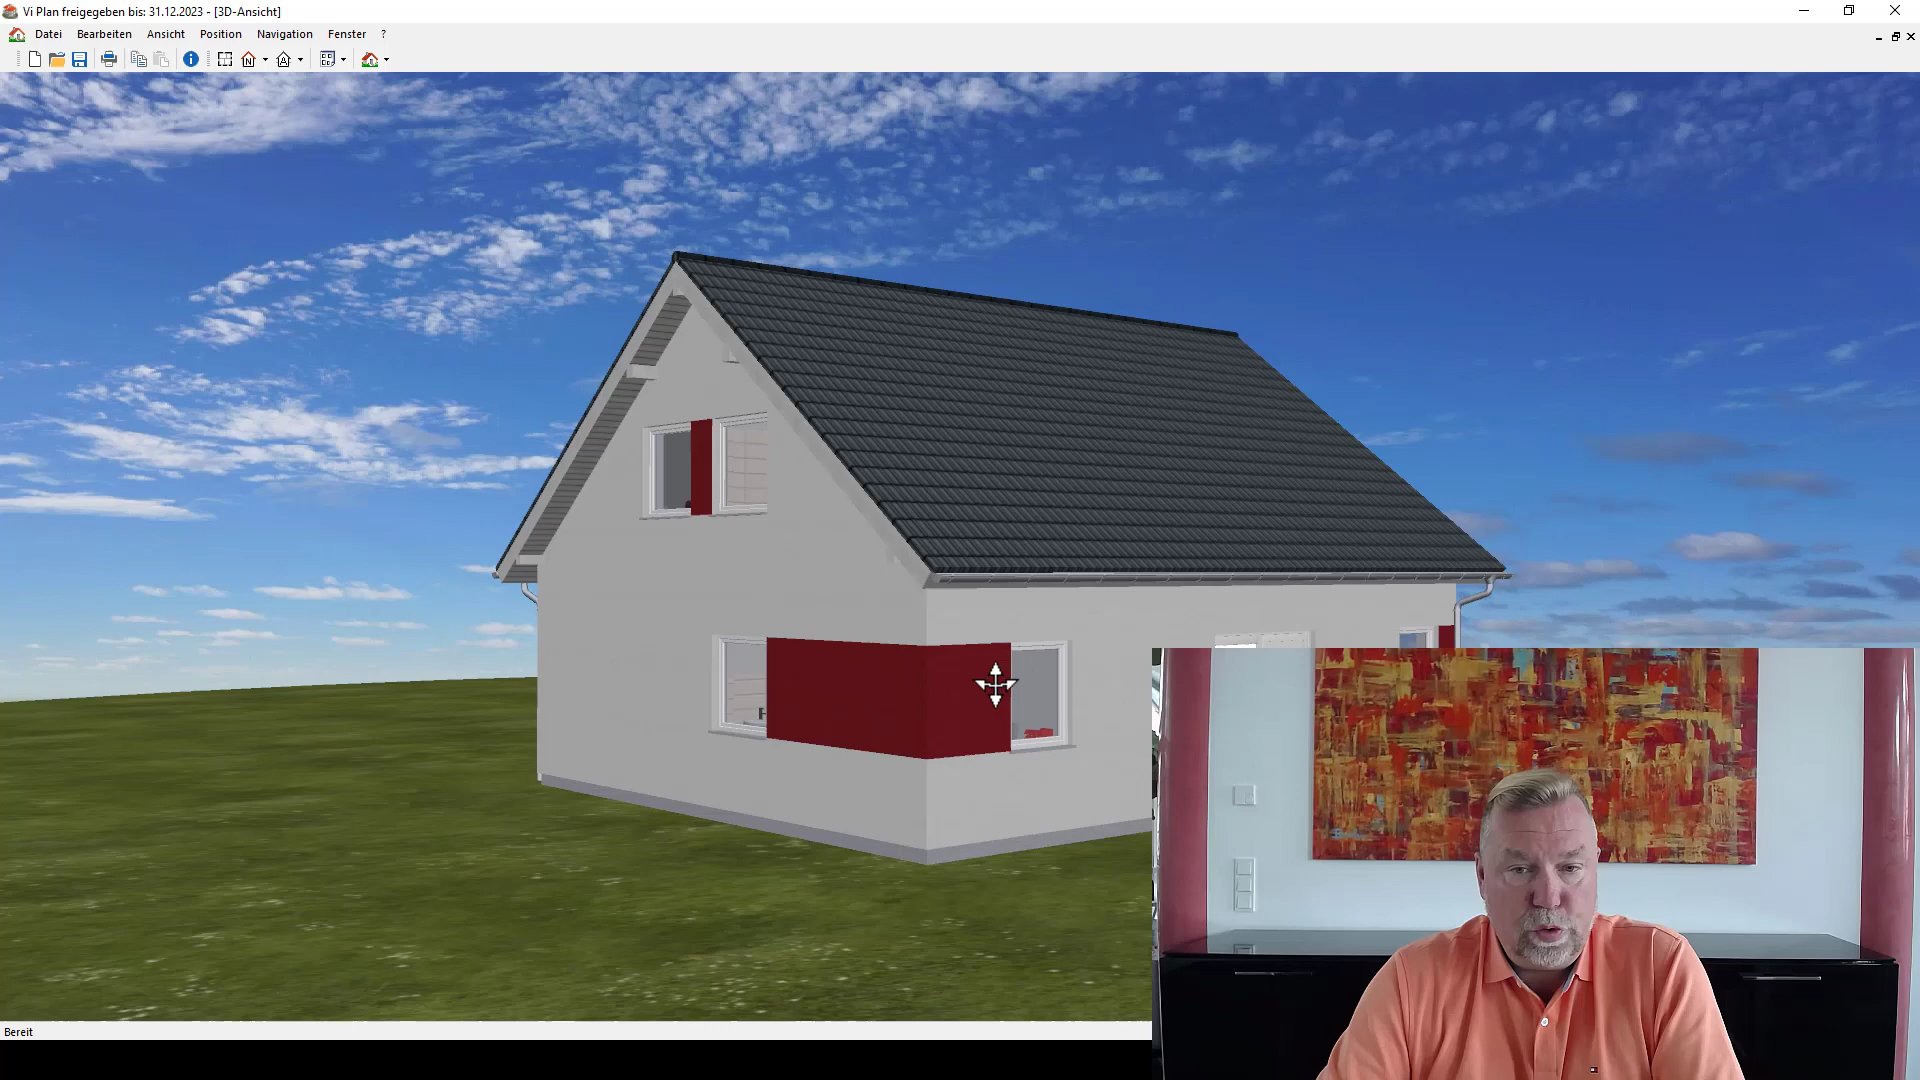 Vi Plan freigegeben bis: 31.12.2023 - [3D-Ansicht]
Datei Bearbeiten Ansicht Position Navigation Fenster ?
N A
Bereit